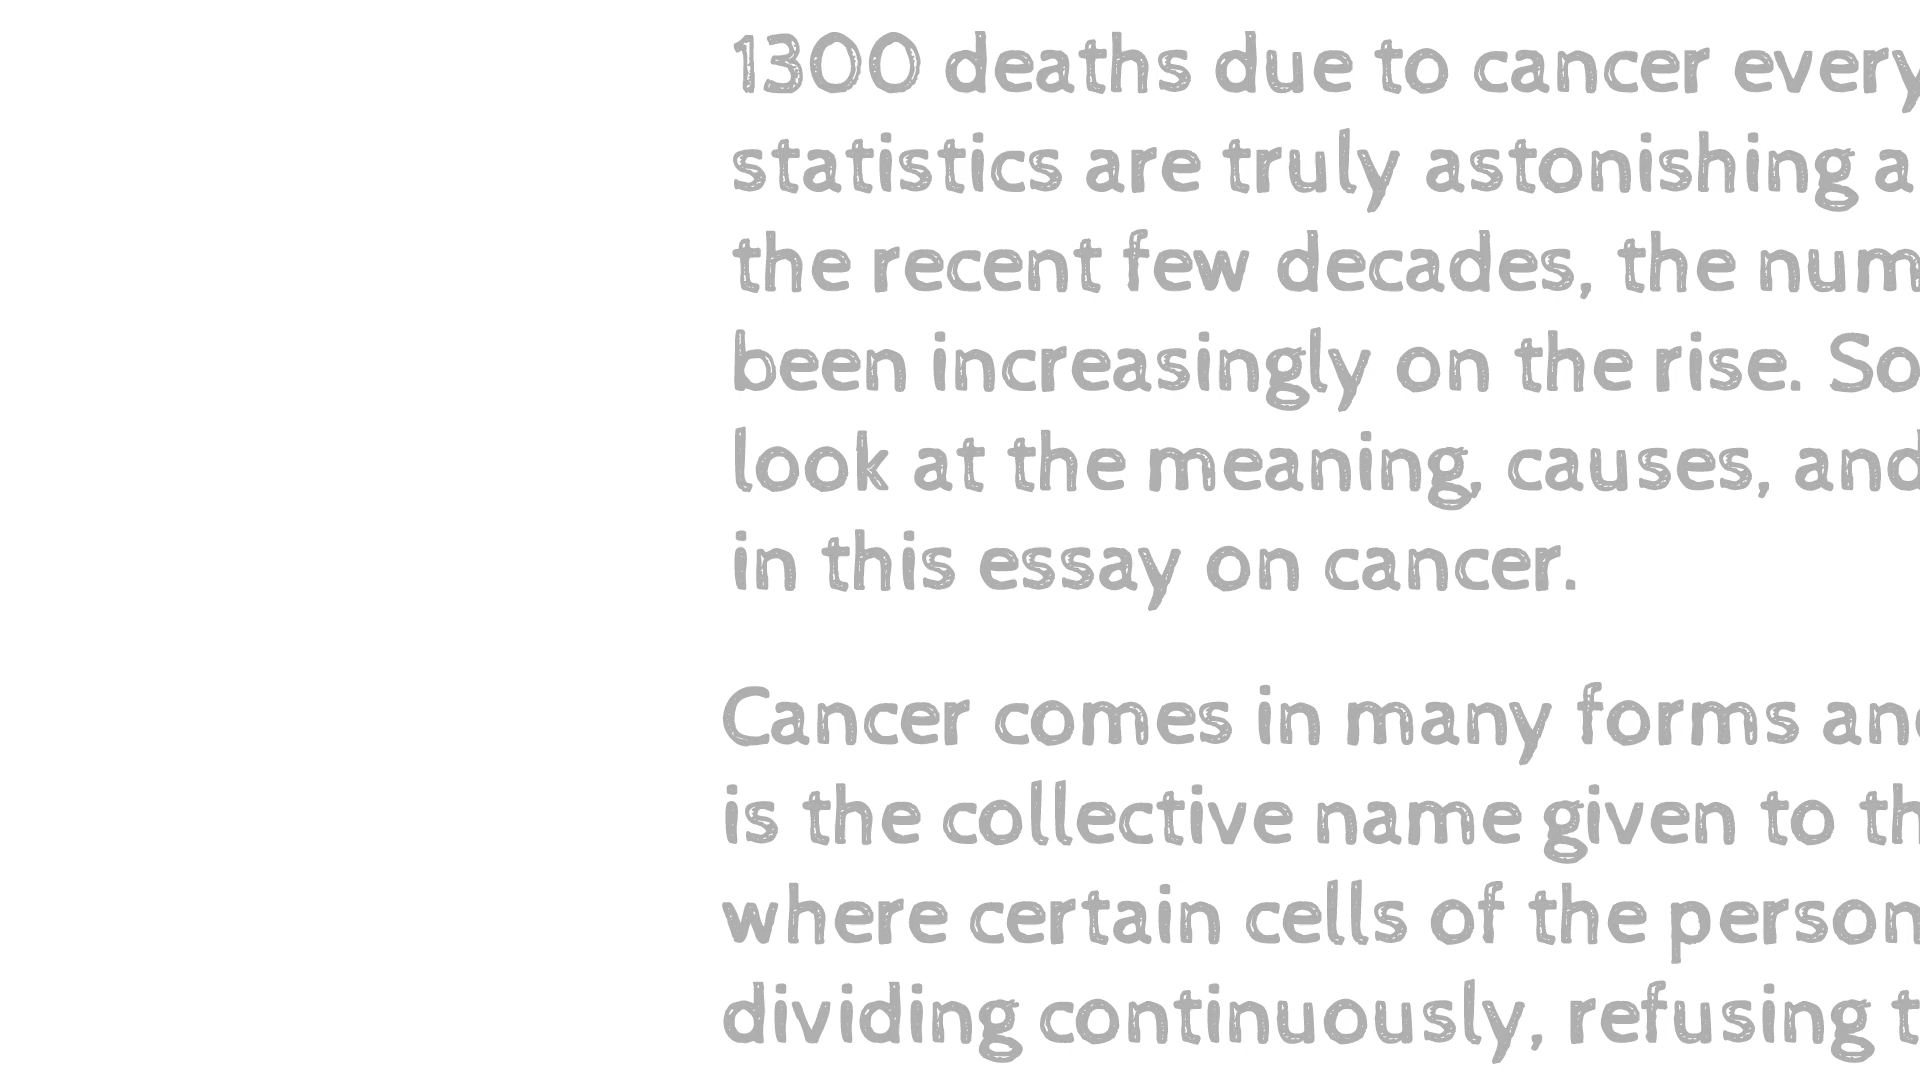 1300 deaths due to cancer every
statistics are truly astonishing a
the recent few decades, the num
been increasingly on the rise. So
look at the meaning, causes, and
in this essay on cancer.
Cancer comes in many forms and
is the collective name given to th
where certain cells of the person
dividing continuously, refusing t